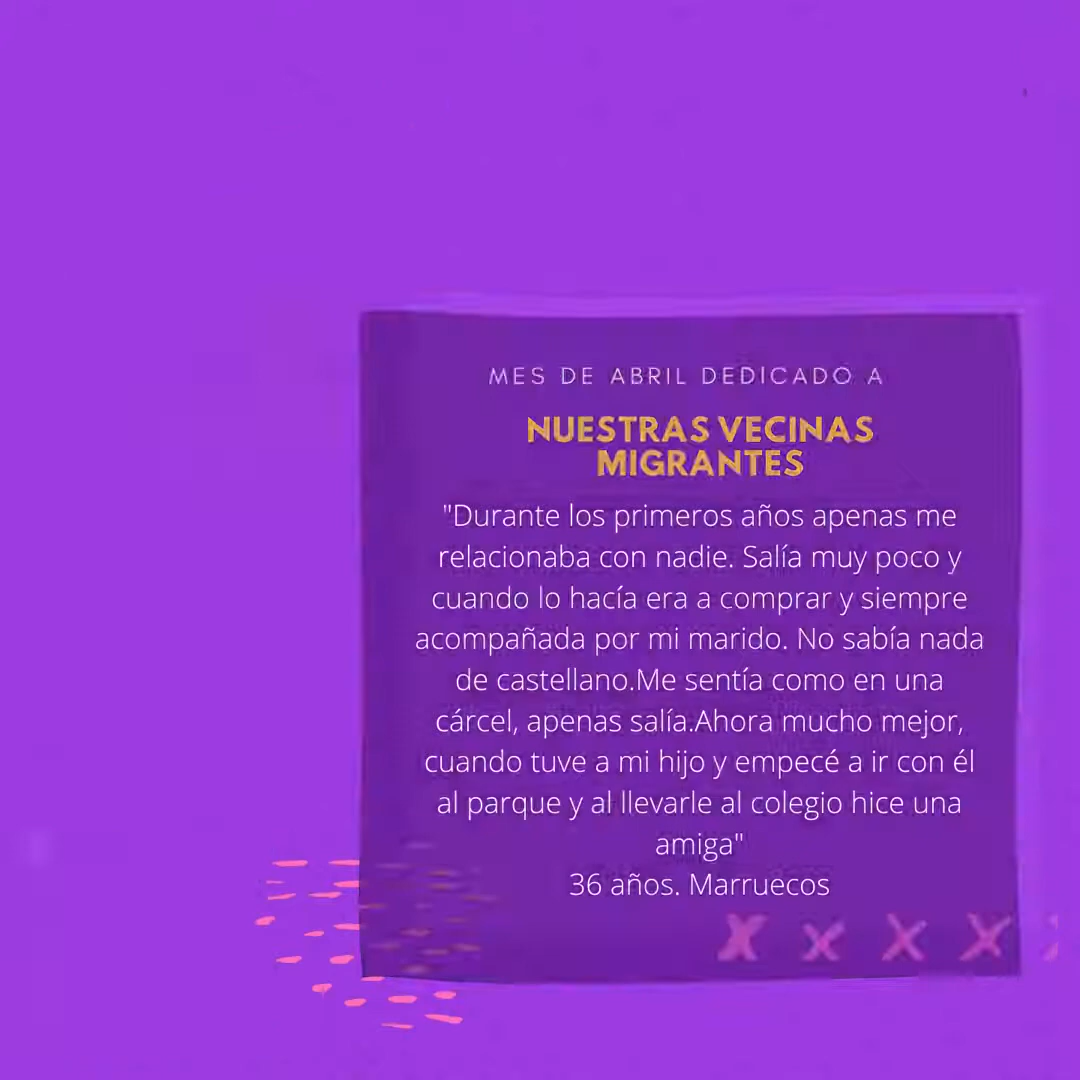 MES DE ABRIL DEDICADO A
NUESTRAS VECINAS
MIGRANTES
"Durante los primeros años apenas me
relacionaba con nadie. Salía muy poco y
cuando lo hacía era a comprar y siempre
acompañada por mi marido. No sabía nada
de castellano.Me sentía como en una
cárcel, apenas salía.Ahora mucho mejor,
cuando tuve a mi hijo y empecé a ir con él
al parque y al llevarle al colegio hice una
amiga"
36 años. Marruecos